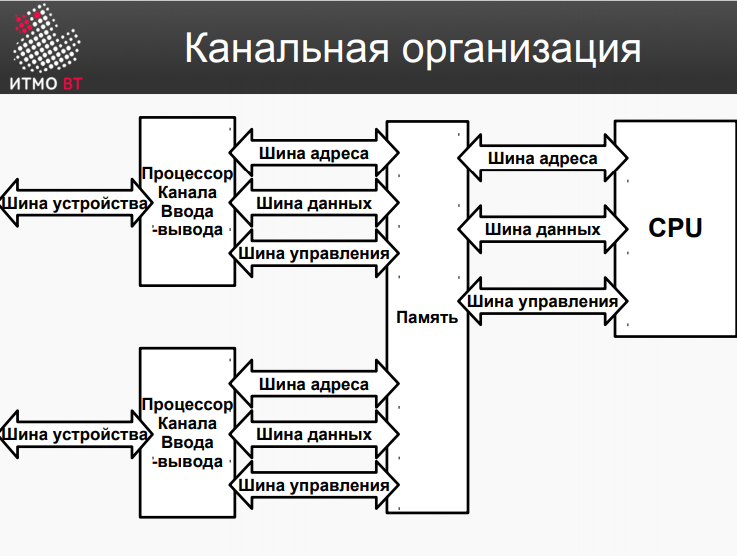 ИТМО ВТ
Канальная организация
Процессор
Канала
Ввода
-вывода
Шина устройства
Шина адреса
Шина данных
Шина управления
Память
Шина адреса
Шина данных
Шина управления
CPU
Процессор
Канала
Ввода
-вывода
Шина устройства
Шина адреса
Шина данных
Шина управления